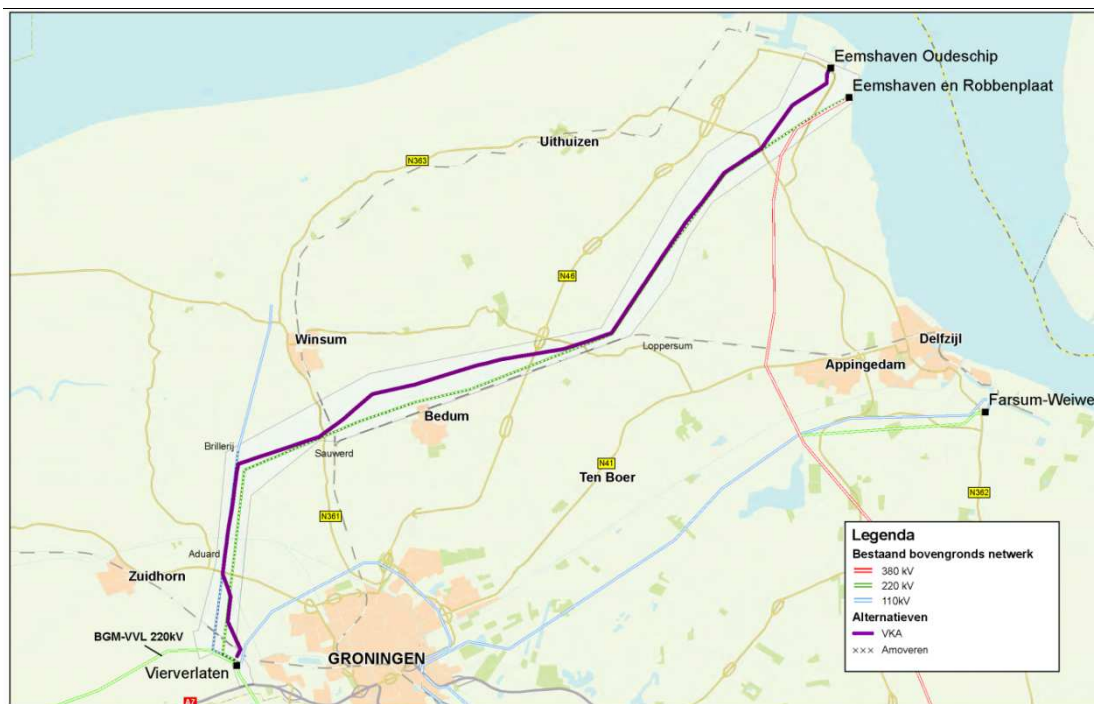 Eemshaven Oudeschip
Eemshaven en Robbenplaat
Uithuizen
N363
N46
Winsum
Loppersum
Delfzijl
Appingedam
Farsum-Weiwe
Bedum
Brillerij
Sauwerd
N41
Ten Boer
N362
N361
Aduard
Zuidhorn
BGM-VVL 220kV
Vierverlaten
GRONINGEN
A7
Legenda
Bestaand bovengronds netwerk
380 kV
220 kV
110kV
Alternatieven
VKA
Amoveren